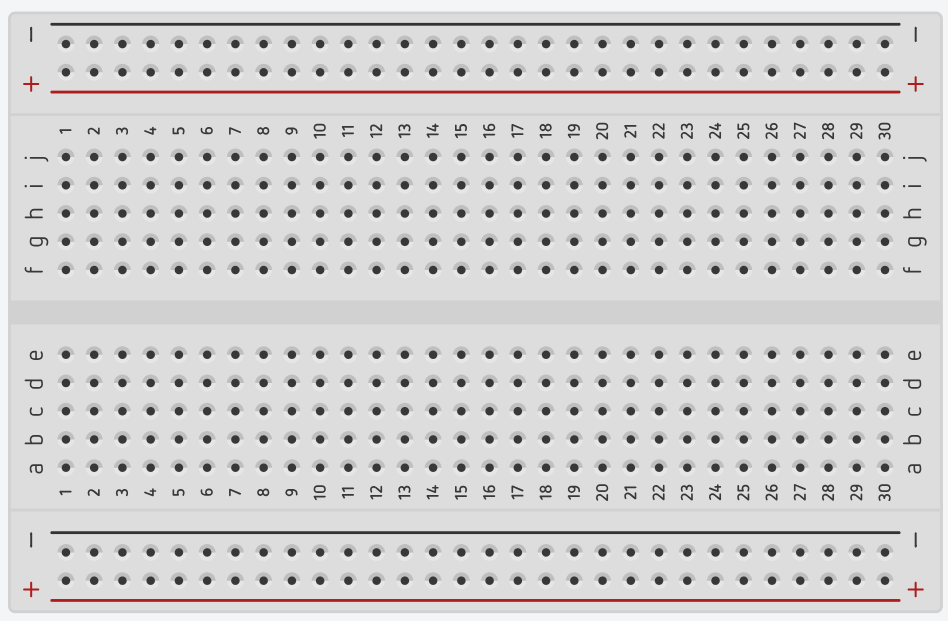 − −
+ +
1 2 3 4 5 6 7 8 9 10 11 12 13 14 15 16 17 18 19 20 21 22 23 24 25 26 27 28 29 30
j j
i i
h h
g g
f f
e e
d d
c c
b b
a a
1 2 3 4 5 6 7 8 9 10 11 12 13 14 15 16 17 18 19 20 21 22 23 24 25 26 27 28 29 30
− −
+ +